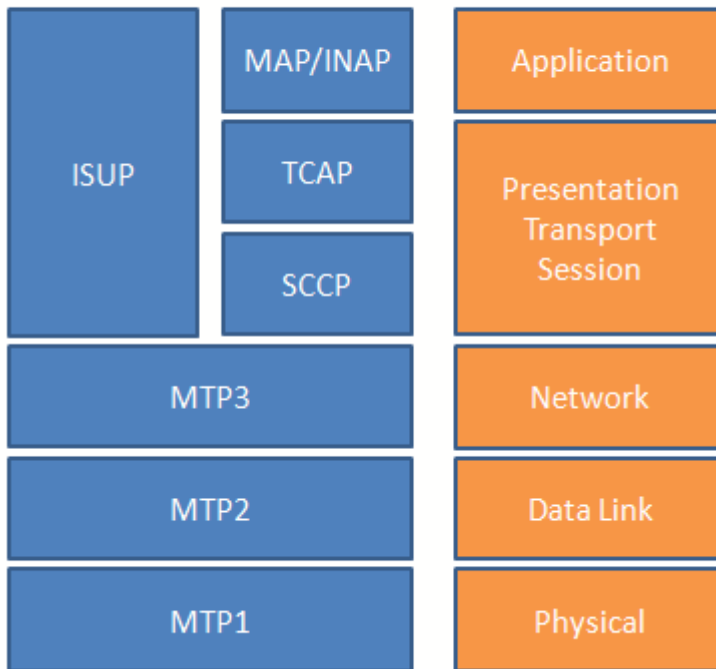 MAP/INAP
Application
ISUP
TCAP
Presentation
Transport
Session
SCCP
MTP3
Network
MTP2
Data Link
MTP1
Physical